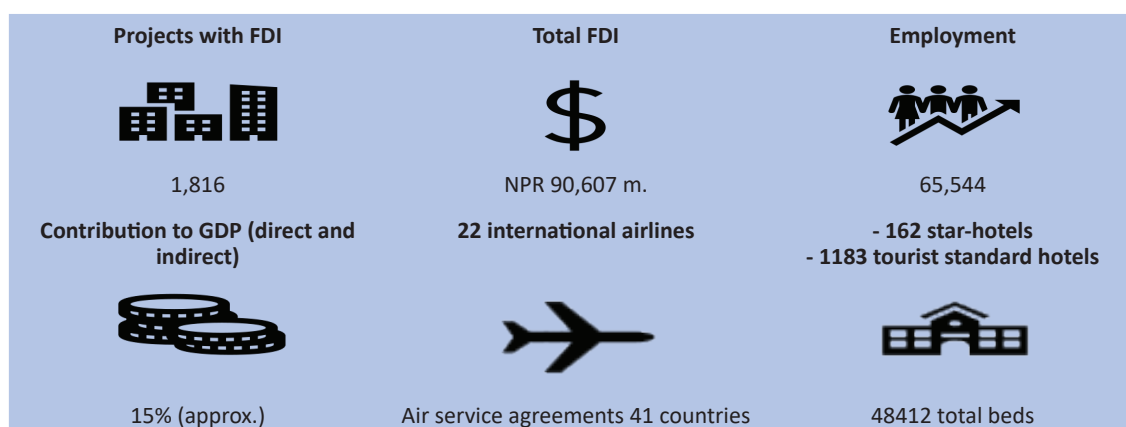 Projects with FDI
Total FDI
Employment
1,816
NPR 90,607 m.
65,544
Contribution to GDP (direct and
indirect)
22 international airlines
- 162 star-hotels
- 1183 tourist standard hotels
15% (approx.)
Air service agreements 41 countries
48412 total beds